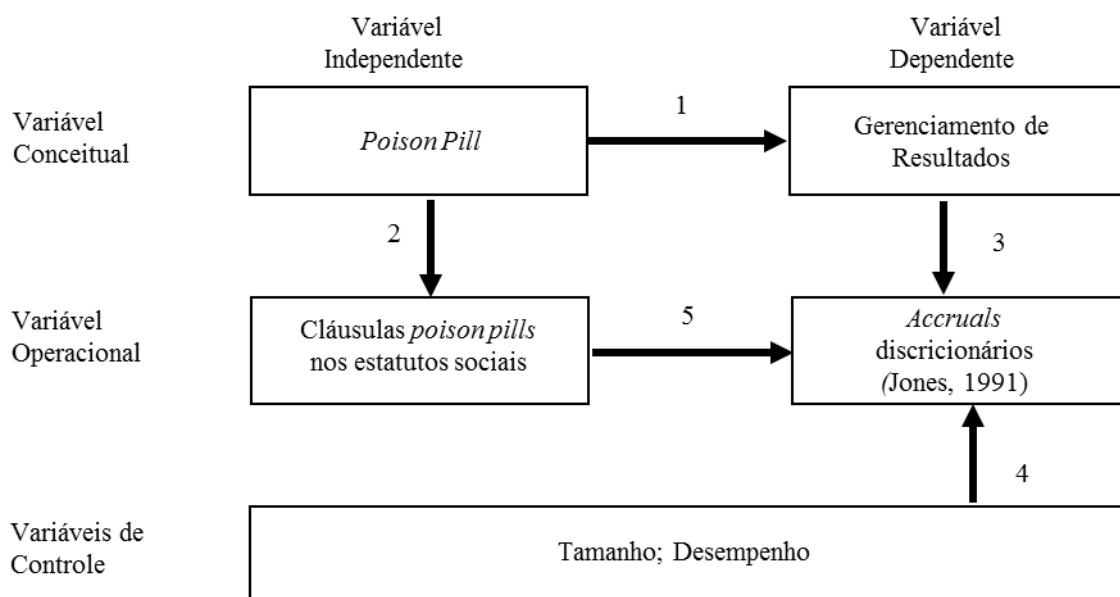 Variável
Independente
Variável
Dependente
Variável
Conceitual
Poison Pill
1
Gerenciamento de
Resultados
2
3
Variável
Operacional
Cláusulas poison pills
nos estatutos sociais
5
Accruals
discricionários
(Jones, 1991)
4
Variáveis de
Controle
Tamanho; Desempenho